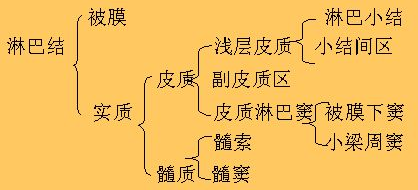 淋巴结
被膜
实质
皮质
浅层皮质
淋巴小结
小结间区
副皮质区
皮质淋巴窦
被膜下窦
小梁周窦
髓质
髓索
髓窦